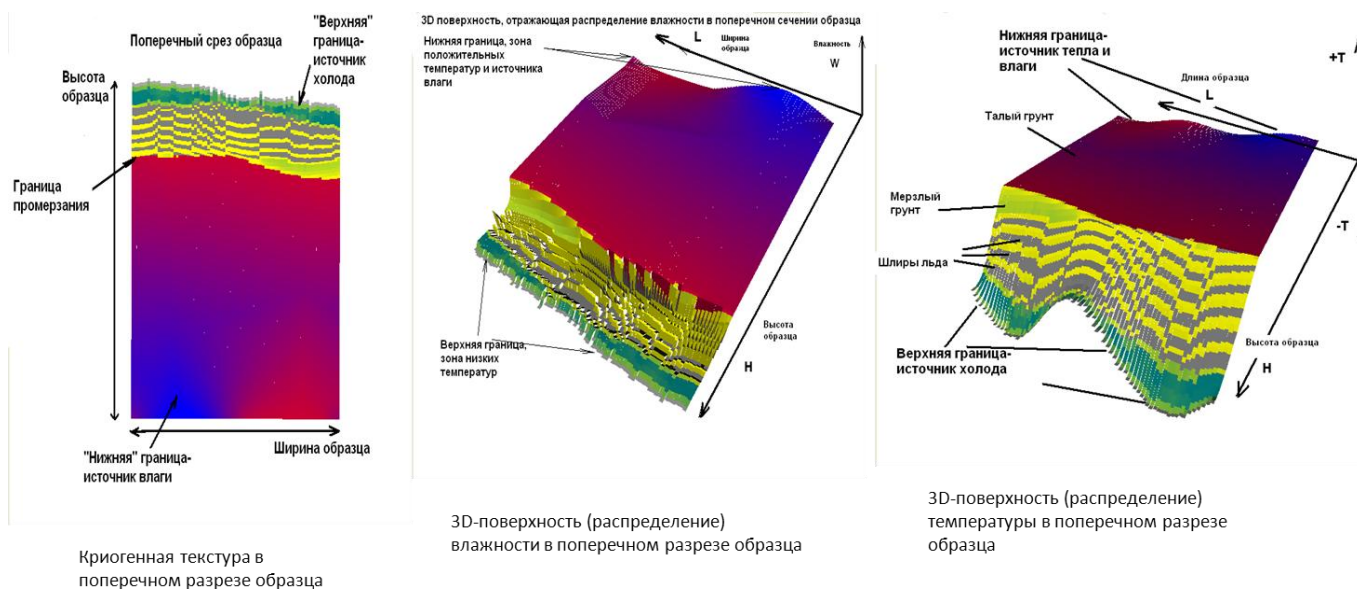 Поперечный срез образца
"Верхняя"
граница-
источник
холода
Высота
образца
Граница
промерзания
Ширина образца
"Нижняя" граница-
источник влаги
Криогенная текстура в
поперечном разрезе образца
3D поверхность, отражающая распределение влажности в поперечном сечении образца
Нижняя граница, зона
положительных
температур и источника
влаги
L
Ширина
образца
Влажность
W
Верхняя граница,
зона низких
температур
Высота
образца
H
3D-поверхность (распределение)
влажности в поперечном разрезе образца
Нижняя граница-
источник тепла и
влаги
+T
Длина образца
L
Талый грунт
Мерзлый
грунт
-T
Шлиры льда
Верхняя граница-
источник холода
Высота образца
H
3D-поверхность (распределение)
температуры в поперечном разрезе
образца